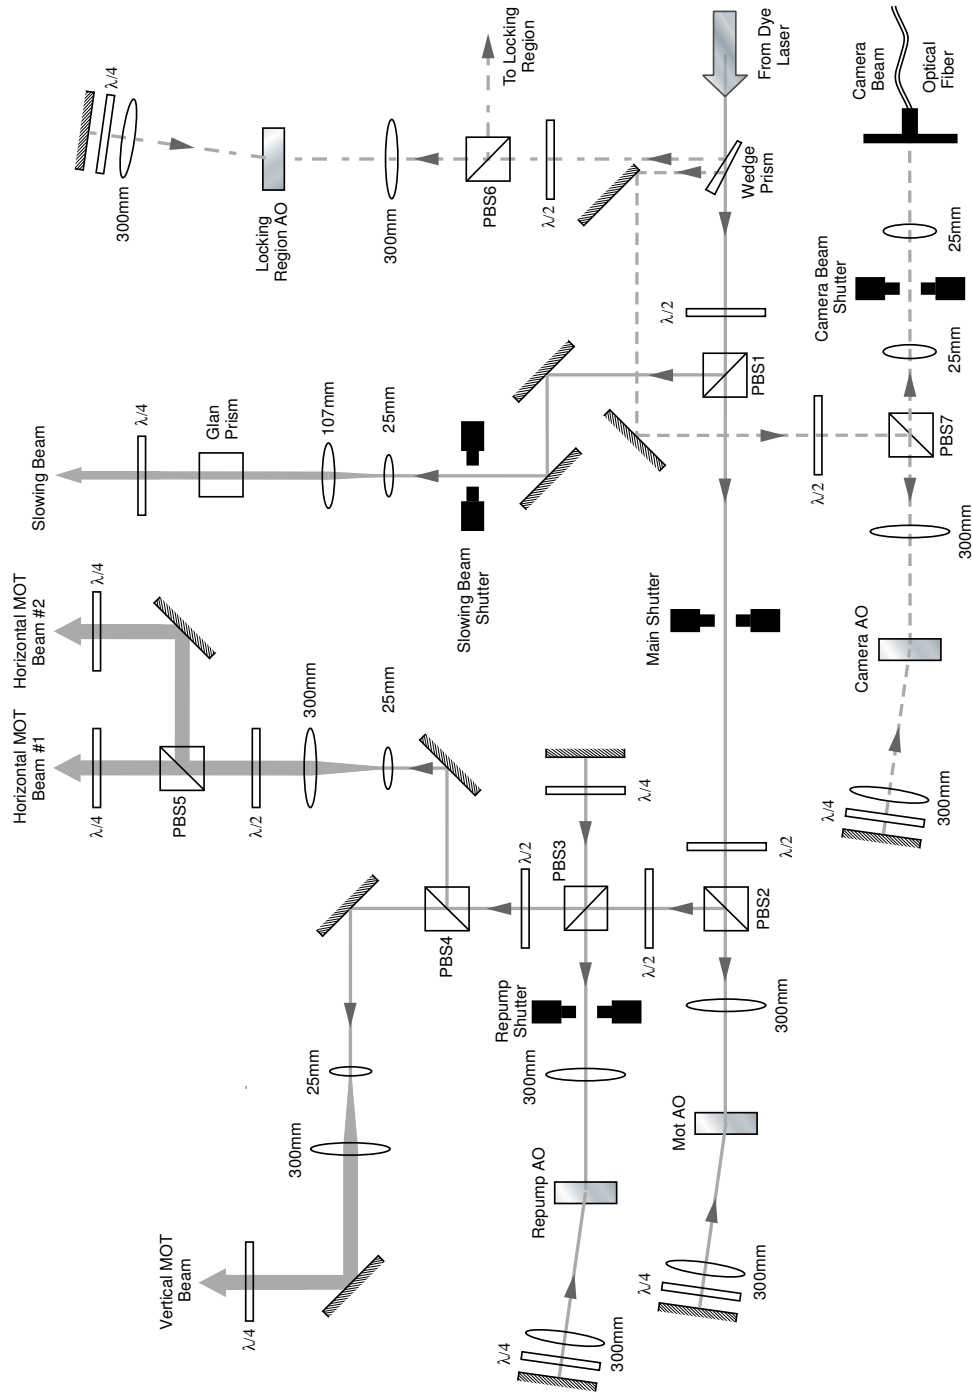 Horizontal MOT
Beam #1
Horizontal MOT
Beam #2
Slowing Beam
λ/4
λ/4
λ/4
λ/4
300mm
Vertical MOT
Beam
PBS5
Glan
Prism
λ/4
λ/2
Locking
Region AO
300mm
25mm
300mm
107mm
25mm
25mm
300mm
PBS4
Slowing Beam
Shutter
PBS6
To Locking
Region
λ/4
Repump
Shutter
λ/2
300mm
Repump AO
PBS3
λ/2
300mm
λ/4
λ/2
λ/4
Main Shutter
λ/2
Mot AO
300mm
PBS2
300mm
λ/2
PBS1
Wedge
Prism
From Dye
Laser
λ/4
λ/2
Camera Beam
Shutter
Camera AO
Camera
Beam
Optical
Fiber
300mm
300mm
PBS7
25mm
25mm